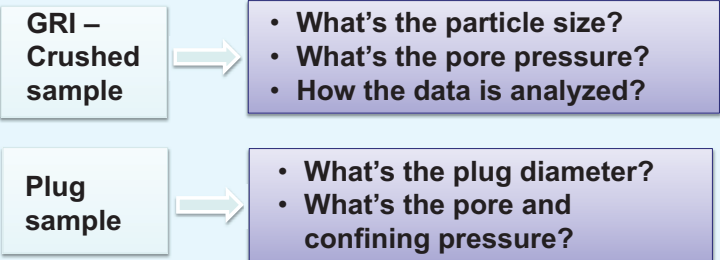 GRI –
Crushed
sample
• What's the particle size?
• What's the pore pressure?
• How the data is analyzed?
Plug
sample
• What's the plug diameter?
• What's the pore and
confining pressure?